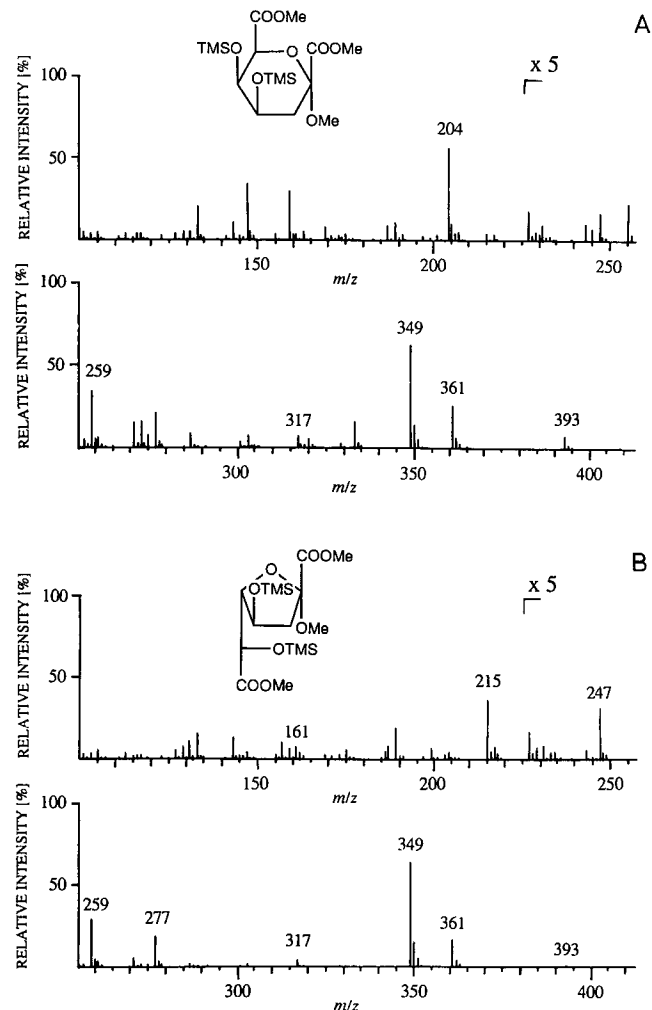 A
COOMe
TMSO
O
COOMe
OTMS
OMe
x 5
RELATIVE INTENSITY [%]
100
50
204
150
200
250
m/z
RELATIVE INTENSITY [%]
100
50
259
317
349
361
393
300
350
400
m/z
B
COOMe
O
OTMS
OMe
OTMS
COOMe
x 5
RELATIVE INTENSITY [%]
100
50
161
215
247
150
200
250
m/z
RELATIVE INTENSITY [%]
100
50
259
277
317
349
361
393
300
350
400
m/z